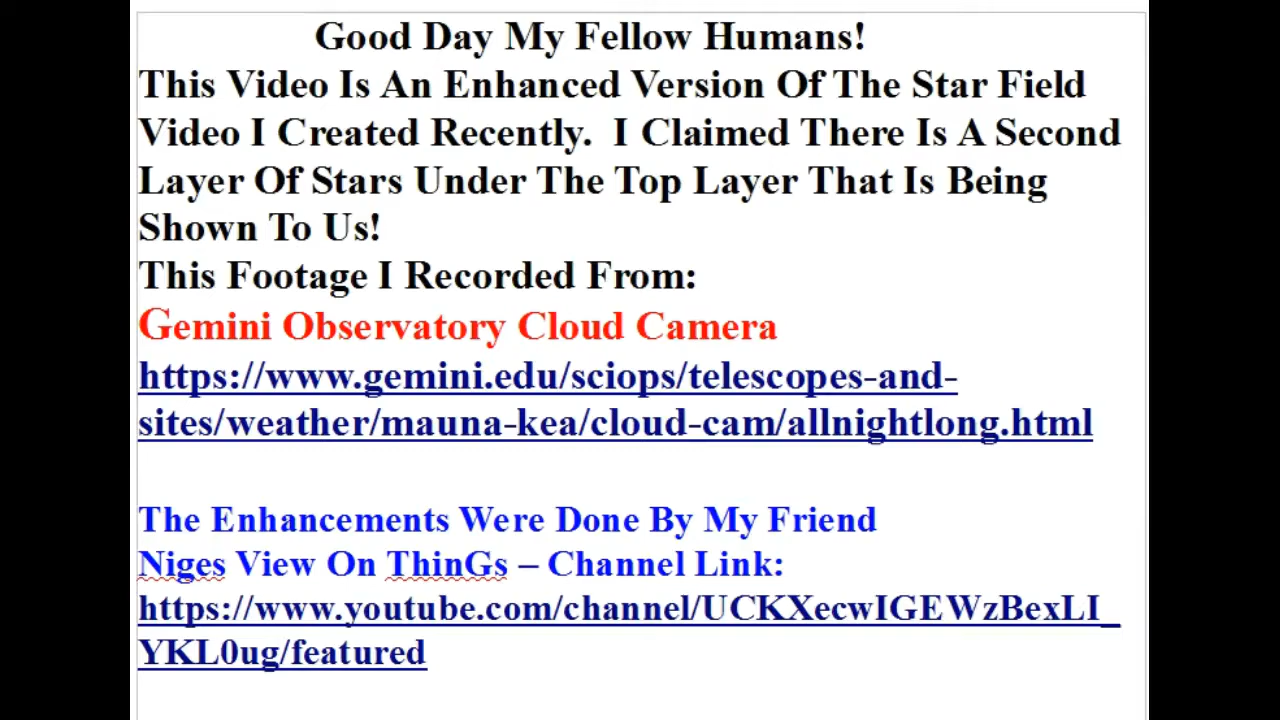 Good Day My Fellow Humans!
This Video Is An Enhanced Version Of The Star Field
Video I Created Recently.  I Claimed There Is A Second
Layer Of Stars Under The Top Layer That Is Being
Shown To Us!
This Footage I Recorded From:
Gemini Observatory Cloud Camera
https://www.gemini.edu/sciops/telescopes-and-
sites/weather/mauna-kea/cloud-cam/allnightlong.html
The Enhancements Were Done By My Friend
Niges View On ThinGs – Channel Link:
https://www.youtube.com/channel/UCKXecwIGEWzBexLI_
YKL0ug/featured